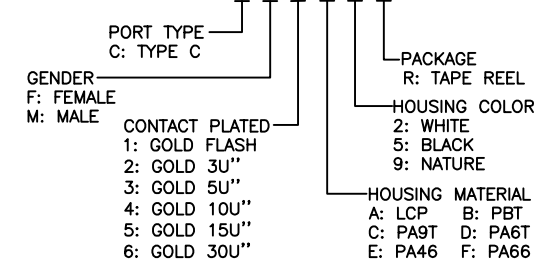 PORT TYPE
C: TYPE C
PACKAGE
R: TAPE REEL
GENDER
F: FEMALE
M: MALE
HOUSING COLOR
2: WHITE
5: BLACK
9: NATURE
CONTACT PLATED
1: GOLD FLASH
2: GOLD 3U"
3: GOLD 5U"
4: GOLD 10U"
5: GOLD 15U"
6: GOLD 30U"
HOUSING MATERIAL
A: LCP B: PBT
C: PA9T D: PA6T
E: PA46 F: PA66